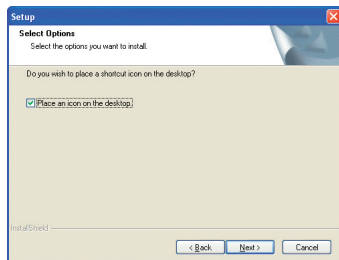 Setup
Select Options
Select the options you want to install.
Do you wish to place a shortcut icon on the desktop?
Place an icon on the desktop.
InstallShield
< Back Next > Cancel